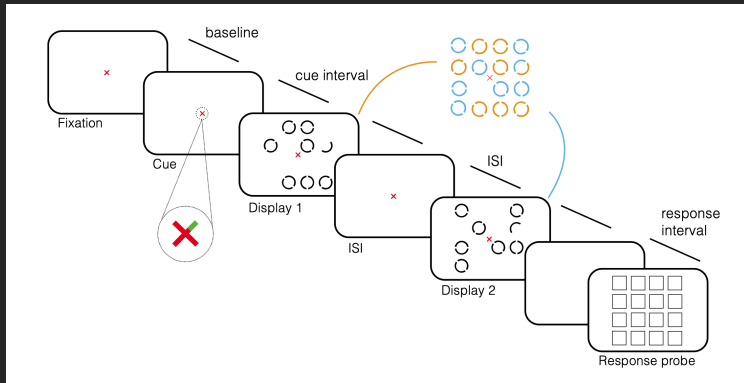 baseline
cue interval
Fixation
Cue
Display 1
ISI
ISI
Display 2
response
interval
Response probe